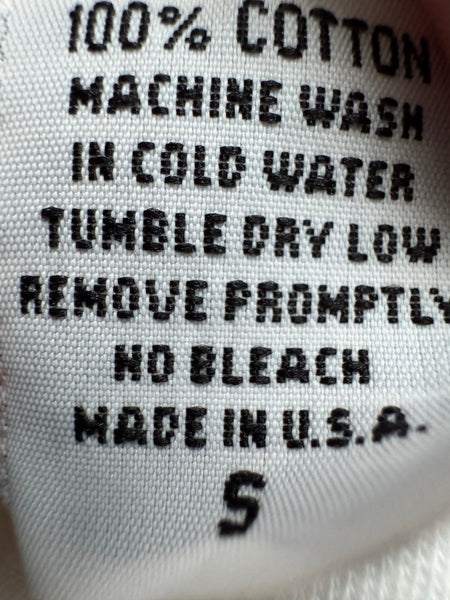 100% COTTON
MACHINE WASH
IN COLD WATER
TUMBLE DRY LOW
REMOVE PROMPTLY
NO BLEACH
MADE IN U.S.A.
S